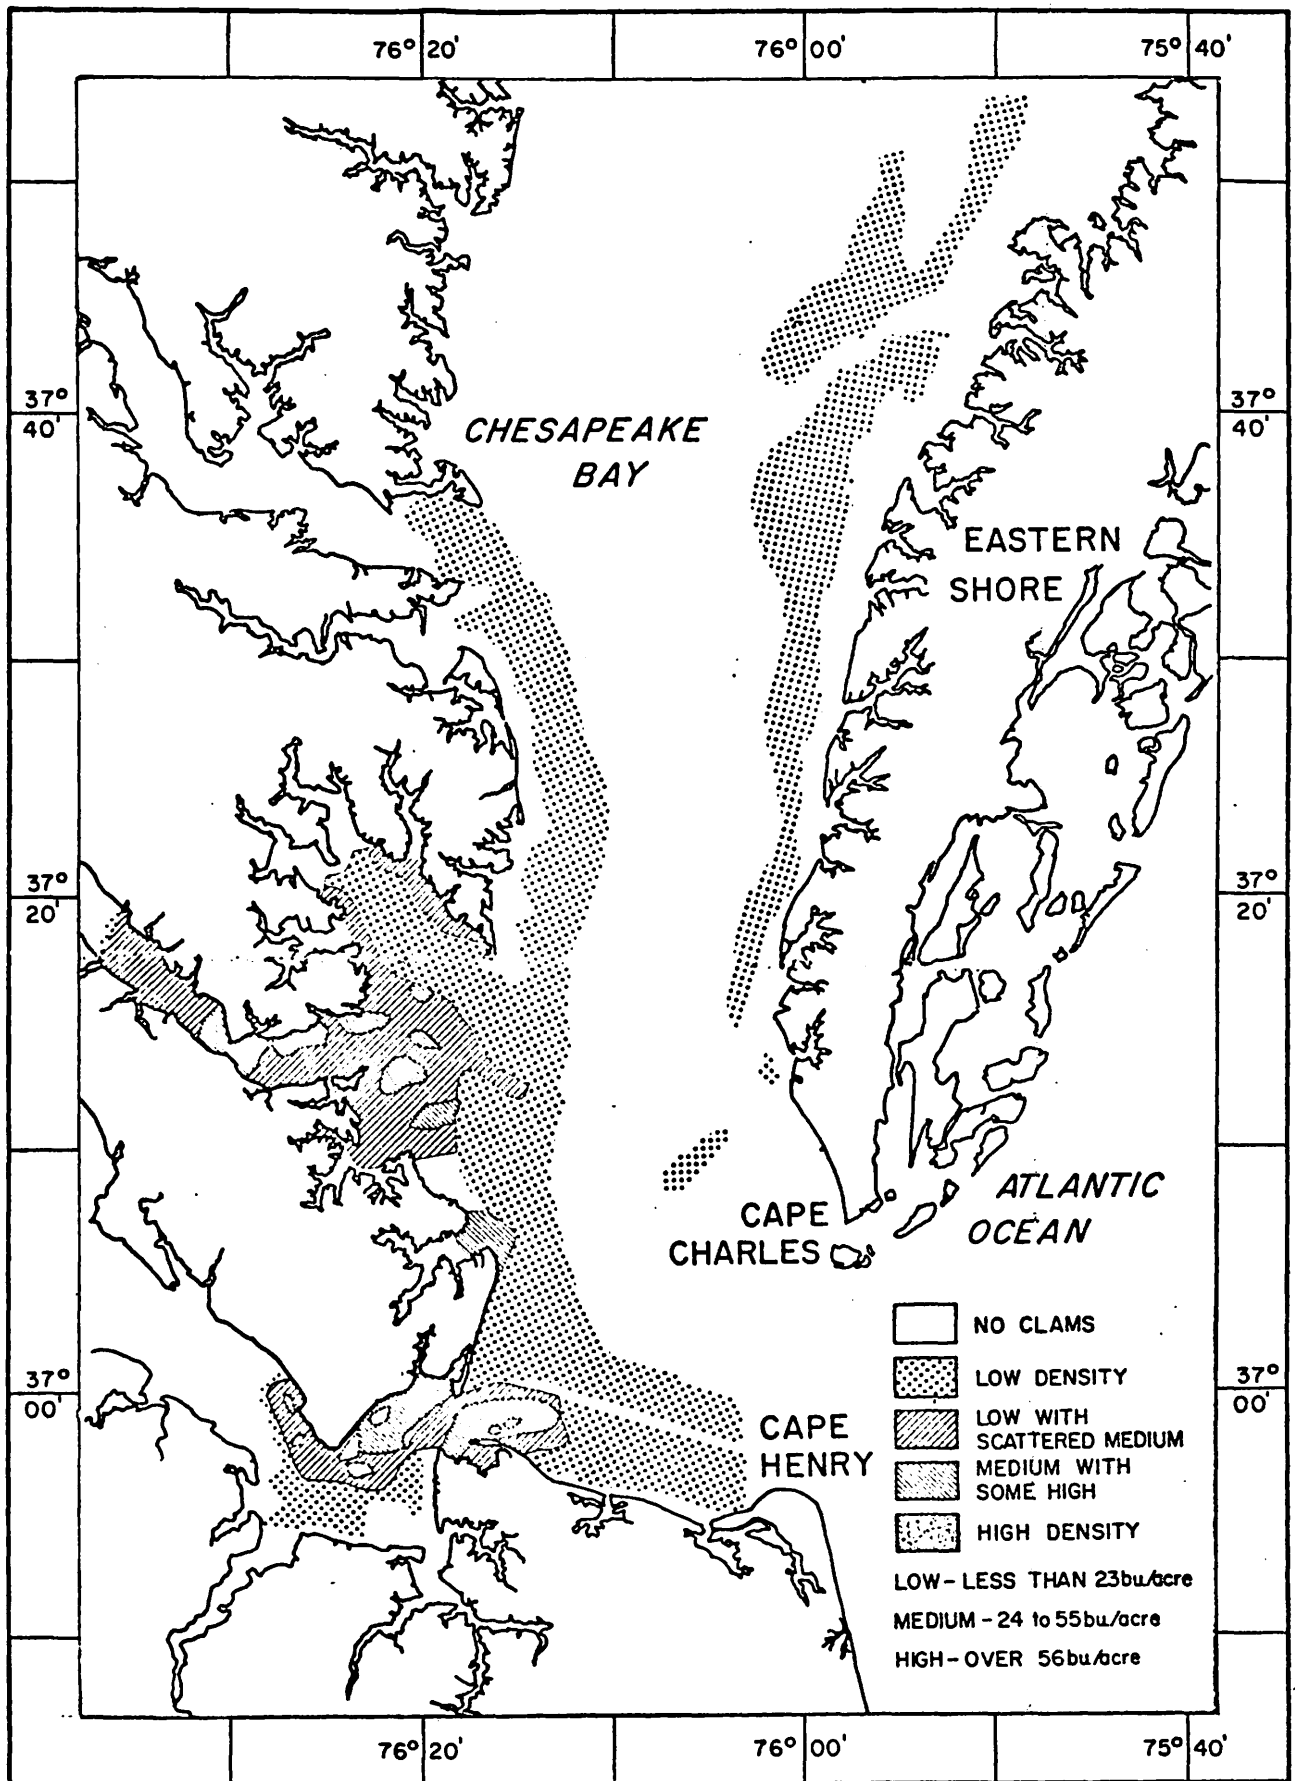 76° 20'
76° 00'
75° 40'
37°
40'
37°
40'
CHESAPEAKE
BAY
EASTERN
SHORE
37°
20'
37°
20'
ATLANTIC
OCEAN
CAPE
CHARLES
NO CLAMS
LOW DENSITY
LOW WITH
SCATTERED MEDIUM
MEDIUM WITH
SOME HIGH
HIGH DENSITY
LOW- LESS THAN 23bu/acre
MEDIUM - 24 to 55bu/acre
HIGH- OVER 56bu/acre
37°
00'
37°
00'
CAPE
HENRY
76° 20'
76° 00'
75° 40'